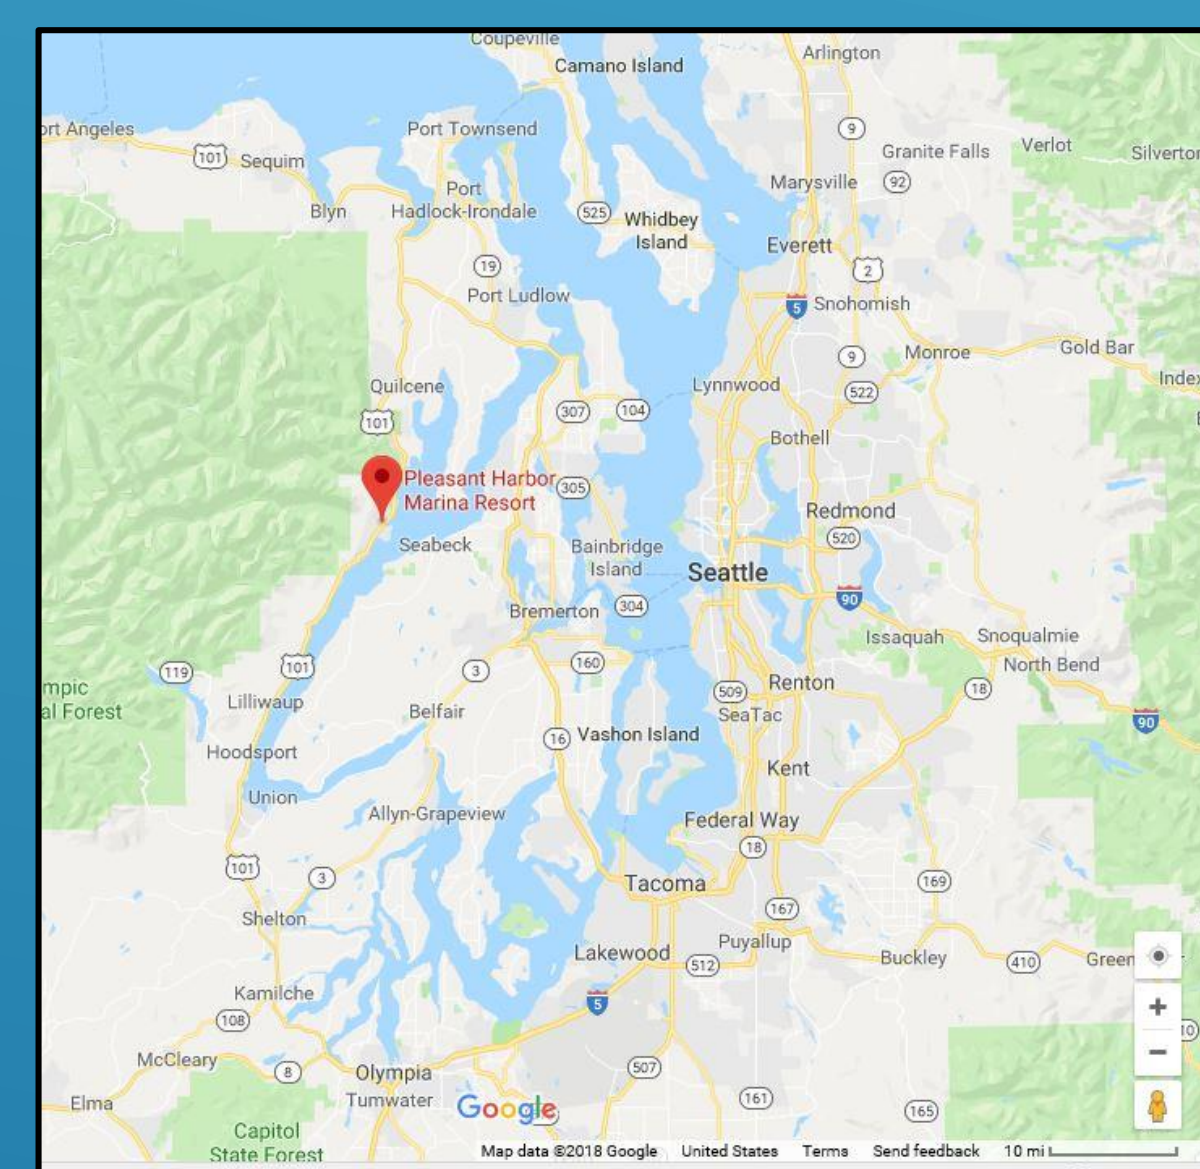 Coupeville
Arlington
Camano Island
ort Angeles
Port Townsend
9
101
Sequim
Granite Falls
Verlot
Silverton
Port
Hadlock-Irondale
Marysville
92
Blyn
525
Whidbey
Island
Everett
19
2
Port Ludlow
5
Snohomish
9
Monroe
Gold Bar
Quilcene
Lynnwood
Index
101
307
104
522
Bothell
Pleasant Harbor
Marina Resort
305
Redmond
520
Seabeck
Bainbridge
Island
Seattle
90
Bremerton
304
Issaquah
Snoqualmie
119
101
3
160
North Bend
mpic
al Forest
Lilliwaup
Belfair
509
Renton
18
SeaTac
90
16
Vashon Island
Hoodsport
Kent
Union
Allyn-Grapeview
Federal Way
18
101
3
Tacoma
169
167
Shelton
Lakewood
Puyallup
512
Buckley
410
Green
Kamilche
5
108
+
10
McCleary
8
Olympia
507
−
Elma
Tumwater
Google
161
165
Capitol
State Forest
Map data ©2018 Google United States Terms Send feedback 10 mi